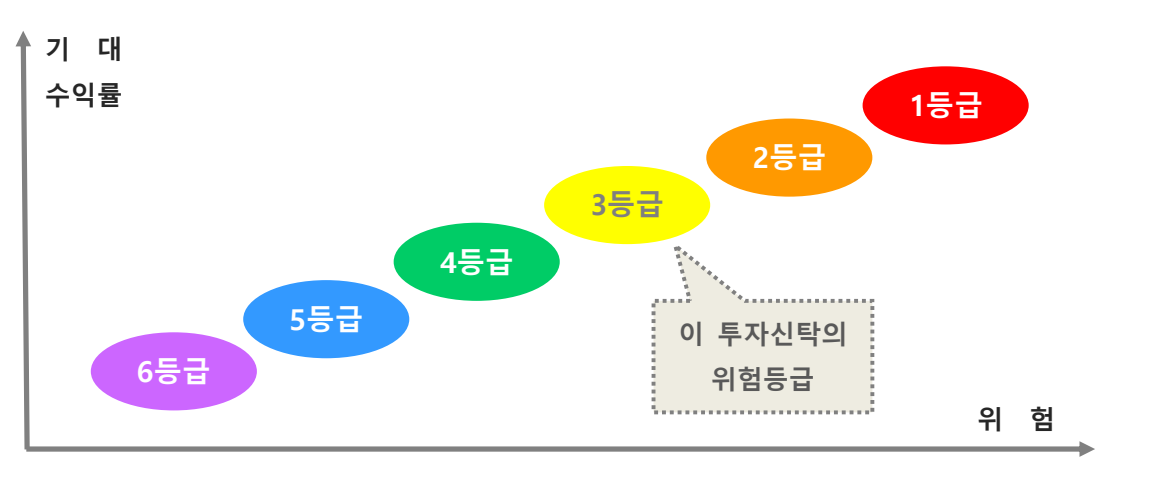 기 대
수익률
1등급
2등급
3등급
4등급
5등급
6등급
이 투자신탁의
위험등급
위 험